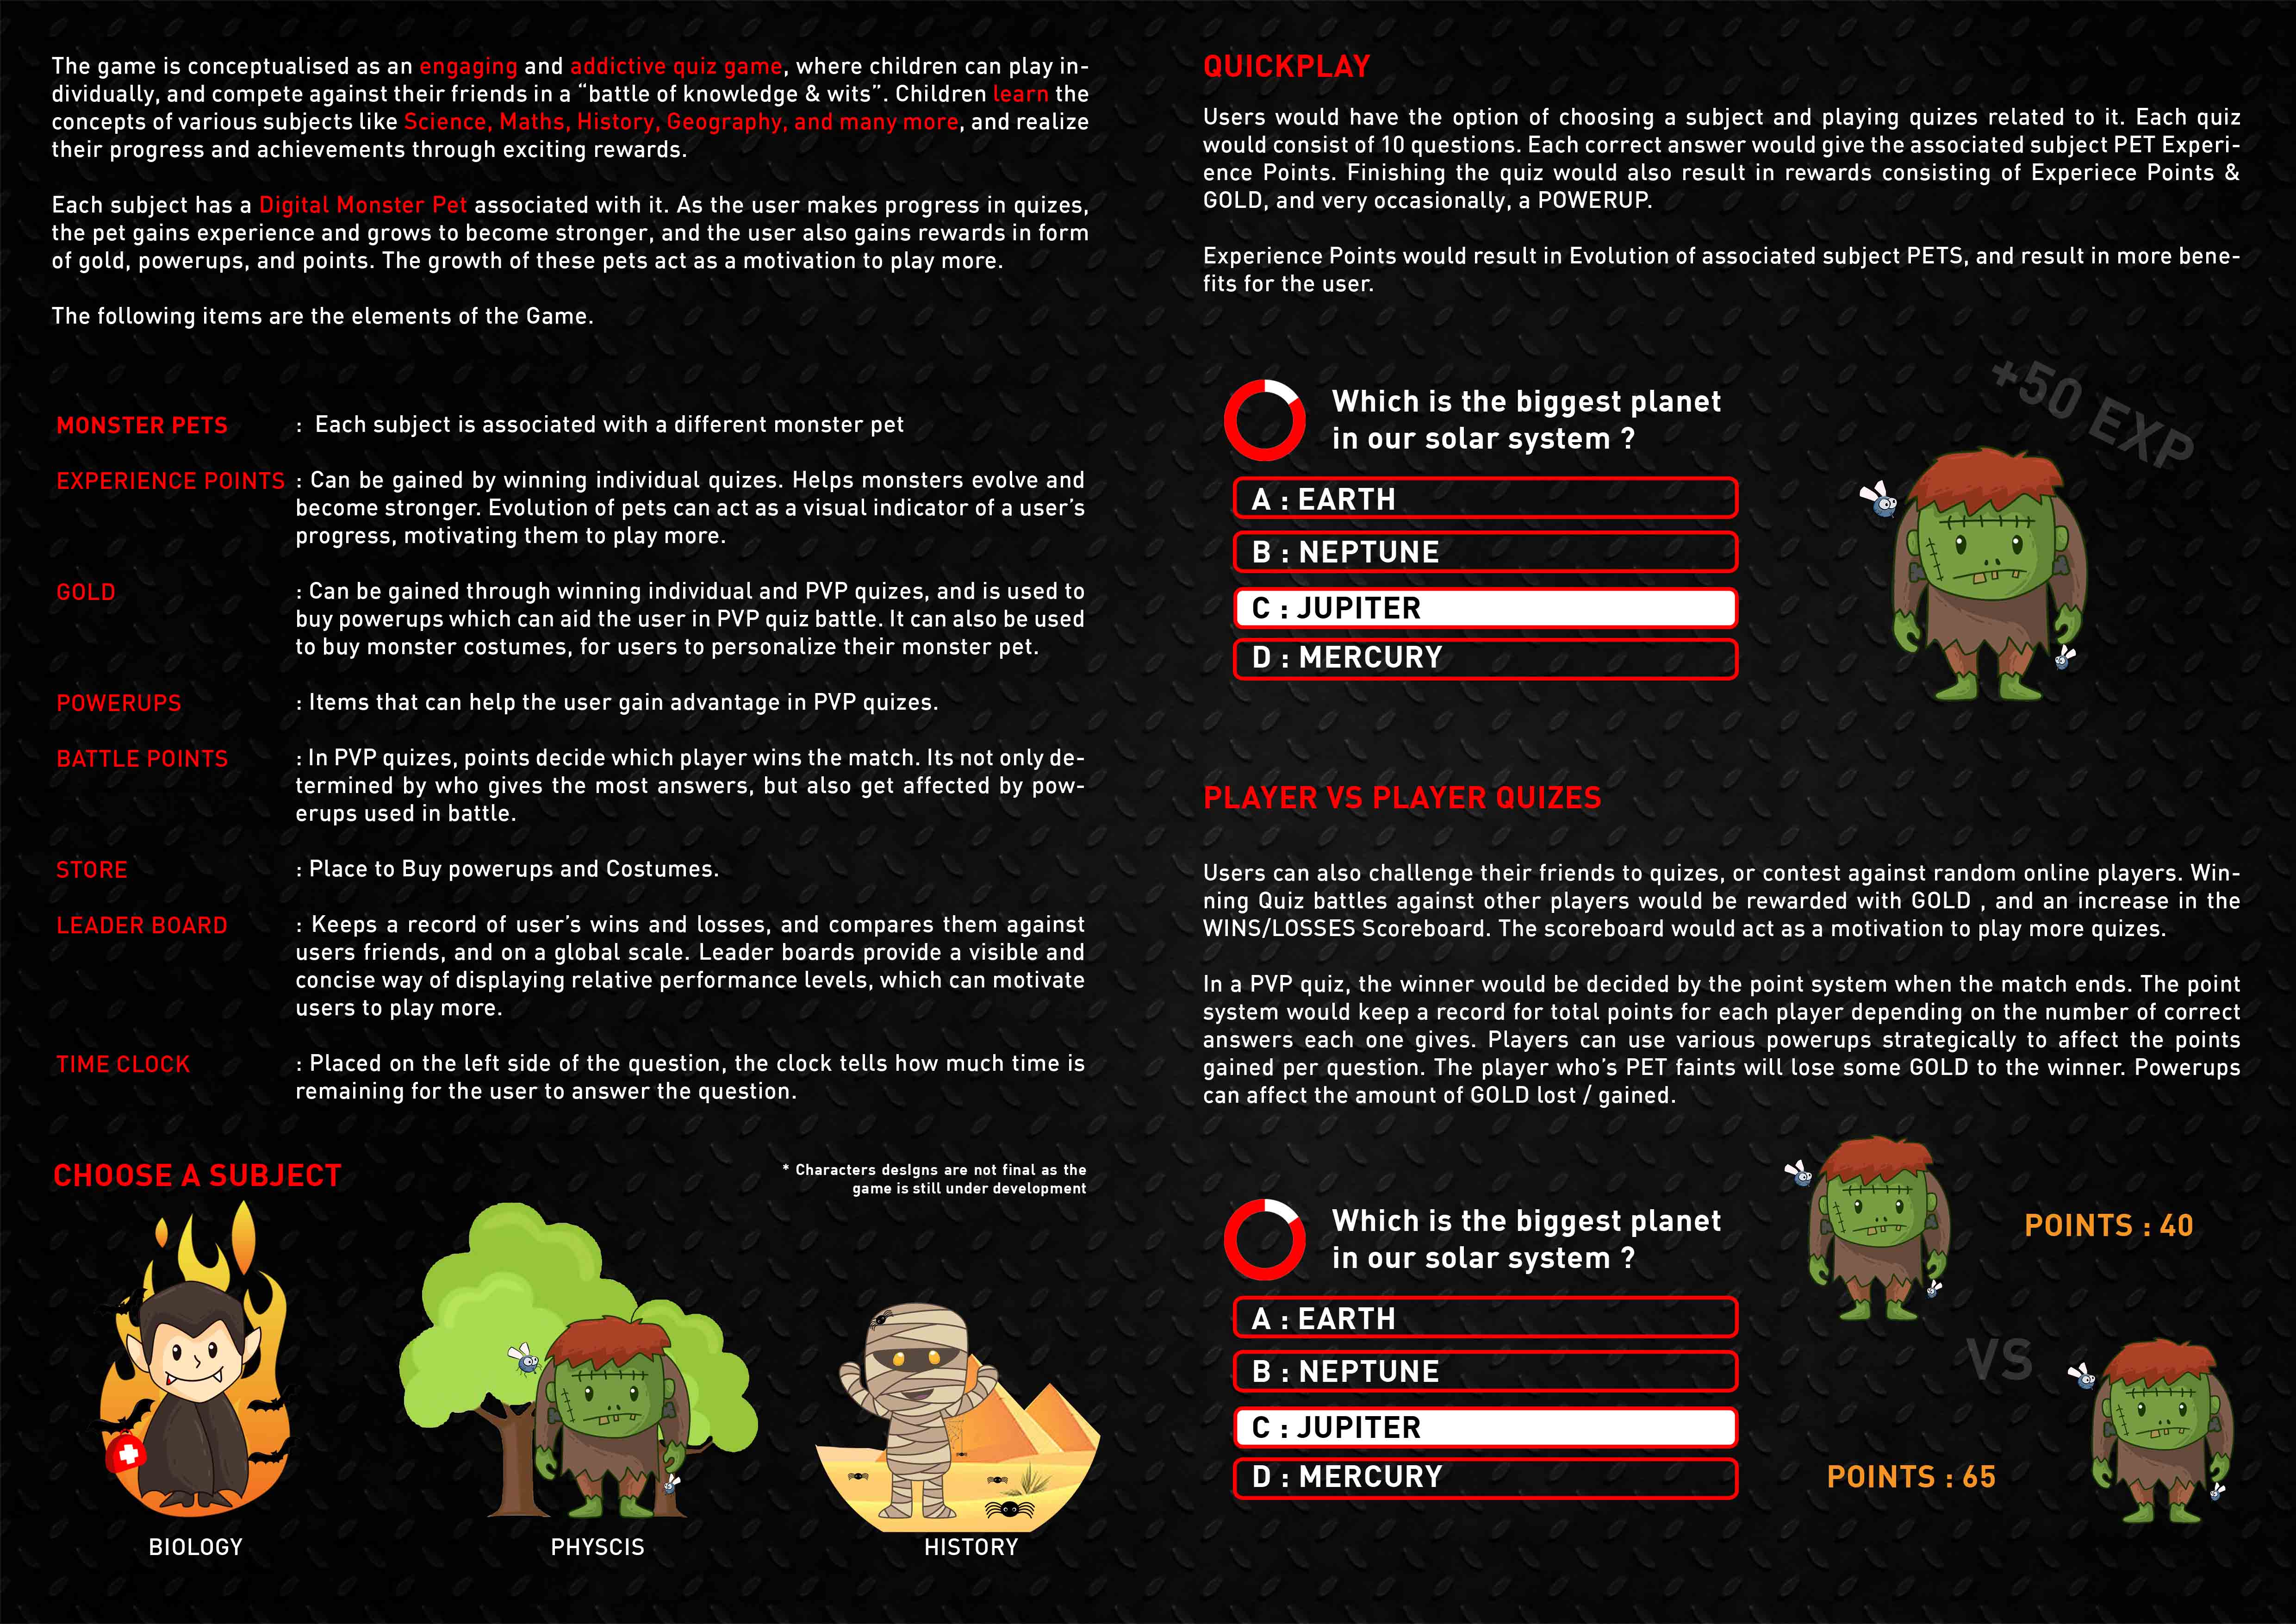 The game is conceptualised as an engaging and addictive quiz game, where children can play in-
dividually, and compete against their friends in a “battle of knowledge & wits”. Children learn the
concepts of various subjects like Science, Maths, History, Geography, and many more, and realize
their progress and achievements through exciting rewards.
Each subject has a Digital Monster Pet associated with it. As the user makes progress in quizes,
the pet gains experience and grows to become stronger, and the user also gains rewards in form
of gold, powerups, and points. The growth of these pets act as a motivation to play more.
The following items are the elements of the Game.
MONSTER PETS : Each subject is associated with a different monster pet
EXPERIENCE POINTS : Can be gained by winning individual quizes. Helps monsters evolve and
become stronger. Evolution of pets can act as a visual indicator of a user’s
progress, motivating them to play more.
GOLD : Can be gained through winning individual and PVP quizes, and is used to
buy powerups which can aid the user in PVP quiz battle. It can also be used
to buy monster costumes, for users to personalize their monster pet.
POWERUPS : Items that can help the user gain advantage in PVP quizes.
BATTLE POINTS : In PVP quizes, points decide which player wins the match. Its not only de-
termined by who gives the most answers, but also get affected by pow-
erups used in battle.
STORE : Place to Buy powerups and Costumes.
LEADER BOARD : Keeps a record of user’s wins and losses, and compares them against
users friends, and on a global scale. Leader boards provide a visible and
concise way of displaying relative performance levels, which can motivate
users to play more.
TIME CLOCK : Placed on the left side of the question, the clock tells how much time is
remaining for the user to answer the question.
CHOOSE A SUBJECT
* Characters desIgns are not final as the
game is still under development
BIOLOGY
PHYSCIS
HISTORY
QUICKPLAY
Users would have the option of choosing a subject and playing quizes related to it. Each quiz
would consist of 10 questions. Each correct answer would give the associated subject PET Experi-
ence Points. Finishing the quiz would also result in rewards consisting of Experiece Points &
GOLD, and very occasionally, a POWERUP.
Experience Points would result in Evolution of associated subject PETS, and result in more bene-
fits for the user.
Which is the biggest planet
in our solar system ?
A : EARTH
B : NEPTUNE
C : JUPITER
D : MERCURY
+50 EXP
PLAYER VS PLAYER QUIZES
Users can also challenge their friends to quizes, or contest against random online players. Win-
ning Quiz battles against other players would be rewarded with GOLD , and an increase in the
WINS/LOSSES Scoreboard. The scoreboard would act as a motivation to play more quizes.
In a PVP quiz, the winner would be decided by the point system when the match ends. The point
system would keep a record for total points for each player depending on the number of correct
answers each one gives. Players can use various powerups strategically to affect the points
gained per question. The player who’s PET faints will lose some GOLD to the winner. Powerups
can affect the amount of GOLD lost / gained.
Which is the biggest planet
in our solar system ?
A : EARTH
B : NEPTUNE
C : JUPITER
D : MERCURY
POINTS : 40
VS
POINTS : 65